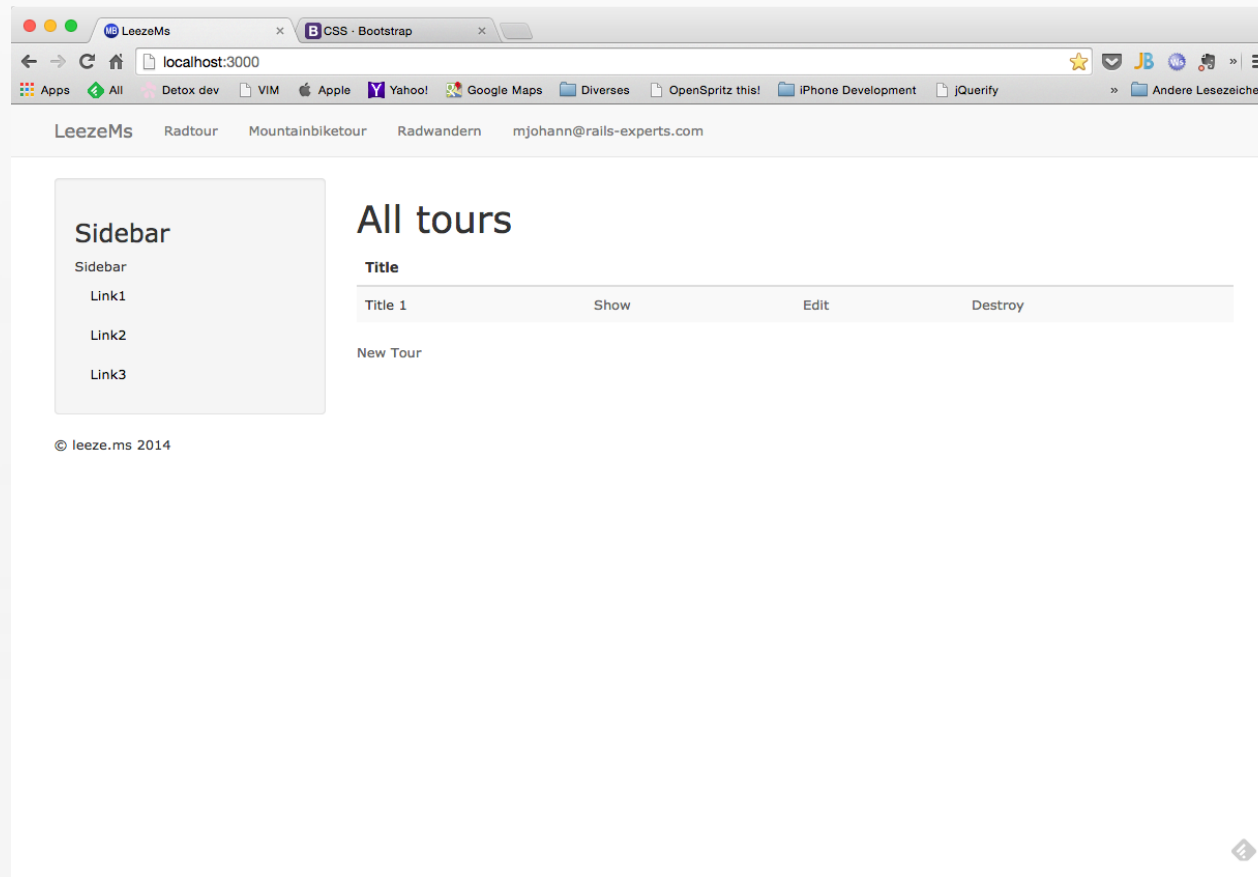 LeezeMs
CSS · Bootstrap
localhost:3000
Apps All Detox dev VIM Apple Yahoo! Google Maps Diverses OpenSpritz this! iPhone Development jQuerify » Andere Lesezeiche
LeezeMs Radtour Mountainbiketour Radwandern mjohann@rails-experts.com
Sidebar
Sidebar
Link1
Link2
Link3
All tours
Title
Title 1 Show Edit Destroy
New Tour
© leeze.ms 2014